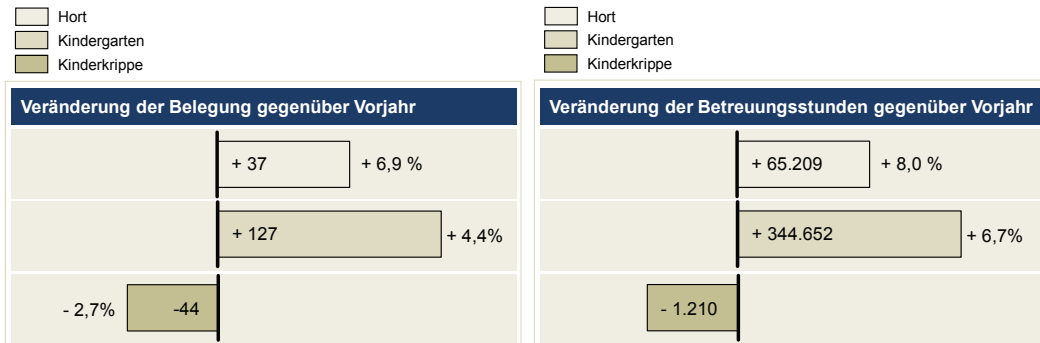 Hort
Kindergarten
Kinderkrippe
Veränderung der Belegung gegenüber Vorjahr
+ 37 + 6,9 %
+ 127 + 4,4%
- 2,7% -44
Hort
Kindergarten
Kinderkrippe
Veränderung der Betreuungsstunden gegenüber Vorjahr
+ 65.209 + 8,0 %
+ 344.652 + 6,7%
- 1.210